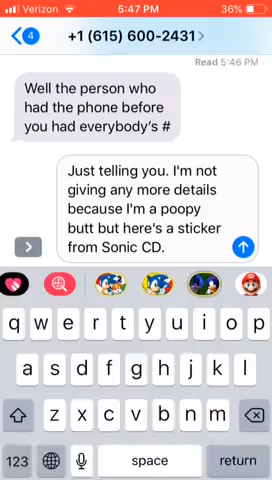 Verizon 5:47 PM 36%
4 +1 (615) 600-2431
Read 5:46 PM
Well the person who
had the phone before
you had everybody's #
Just telling you. I'm not
giving any more details
because I'm a poopy
butt but here's a sticker
from Sonic CD.
q w e r t y u i o p
a s d f g h j k l
z x c v b n m
123 space return